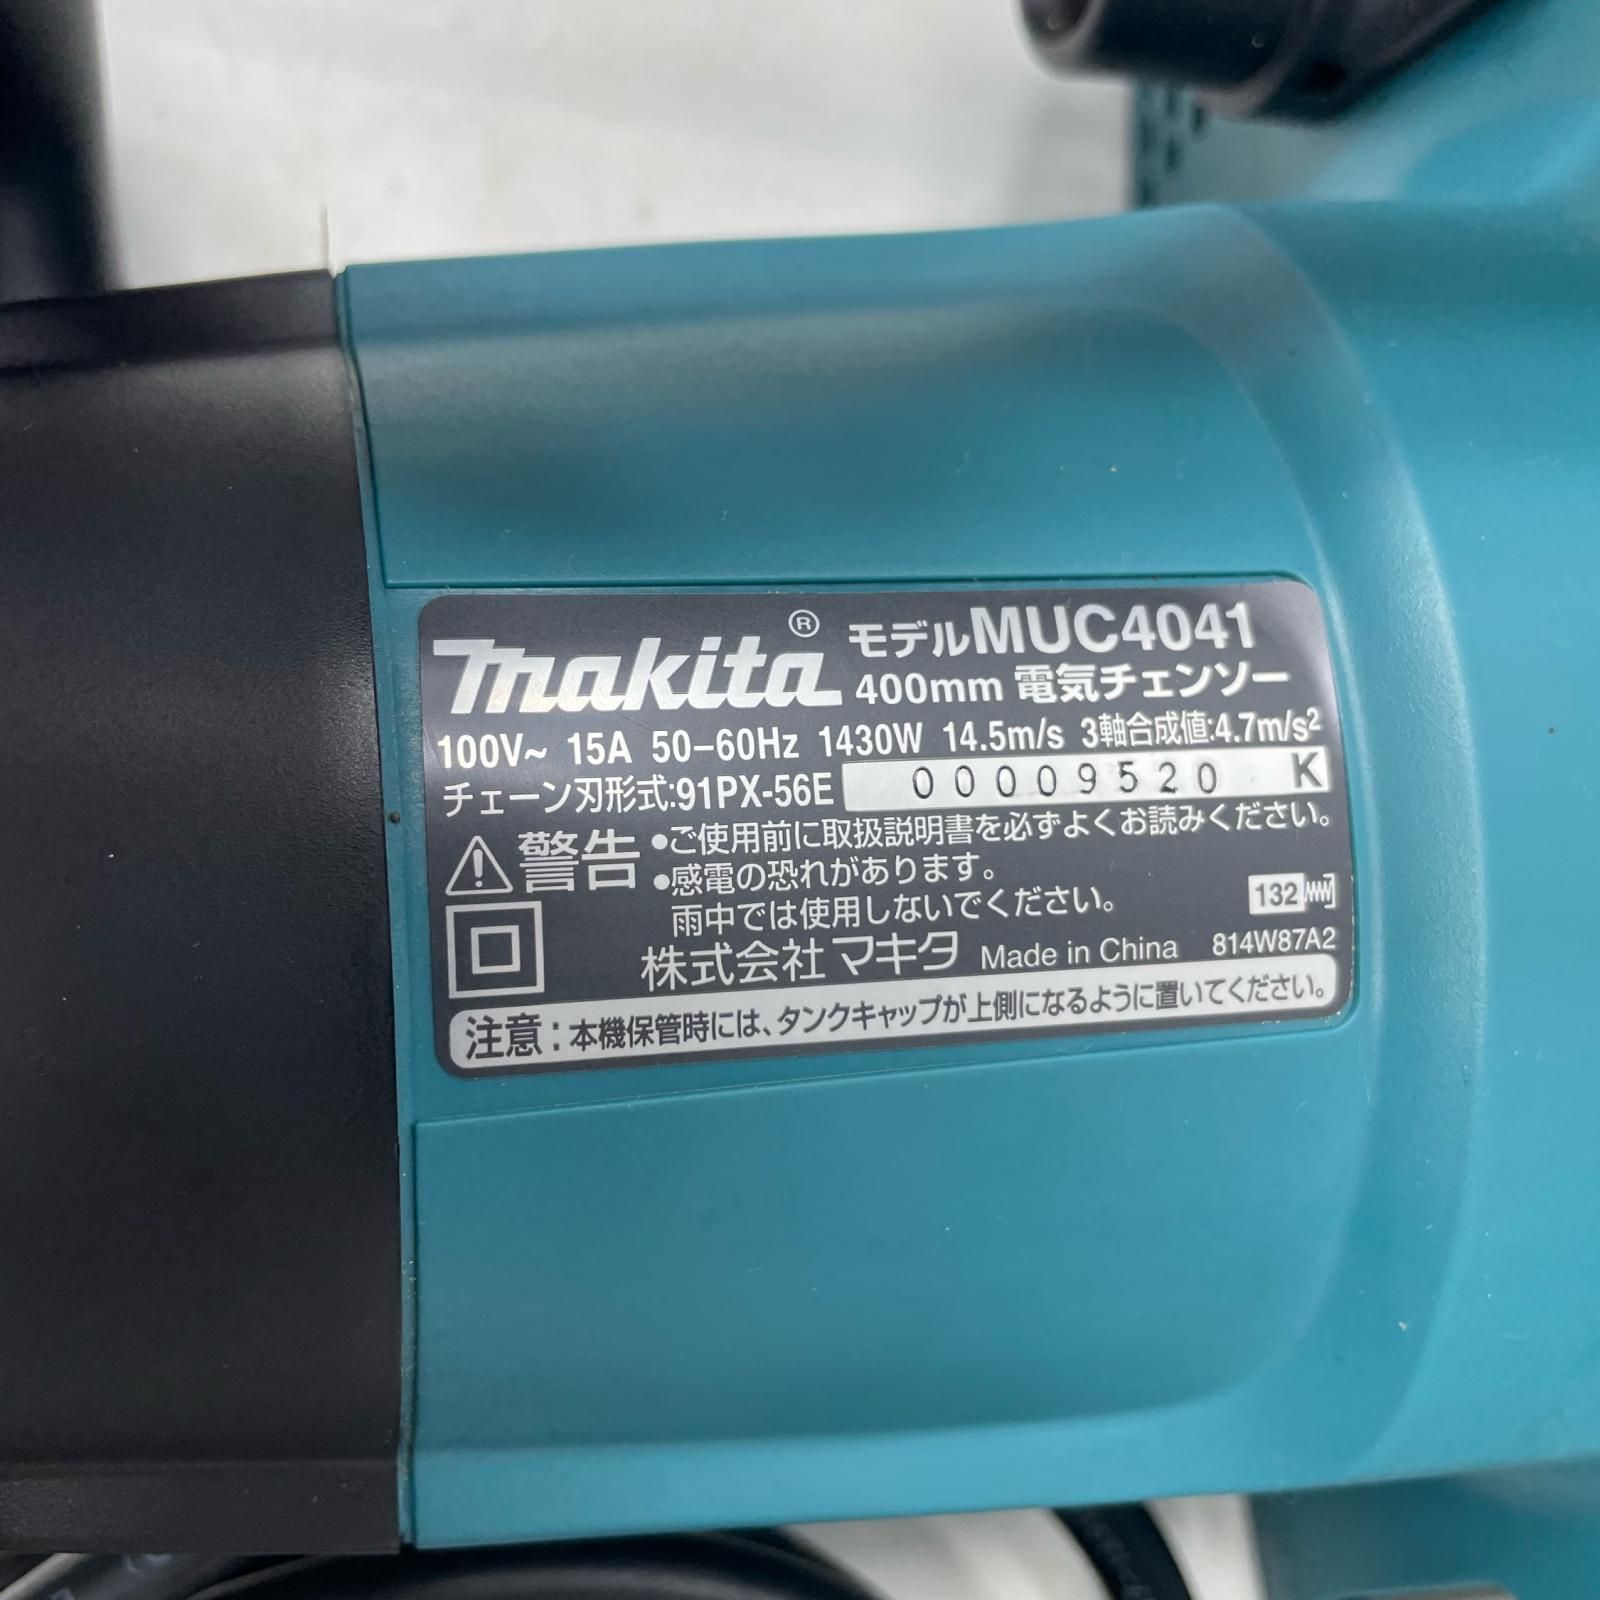 makita® モデルMUC4041
400mm 電気チェンソー
100V~ 15A 50-60Hz 1430W 14.5m/s 3軸合成値:4.7m/s²
チェーン刃形式:91PX-56E 00009520 K
警告 •ご使用前に取扱説明書を必ずよくお読みください。
•感電の恐れがあります。
雨中では使用しないでください。
132
株式会社マキタ Made in China 814W87A2
注意:本機保管時には、タンクキャップが上側になるように置いてください。